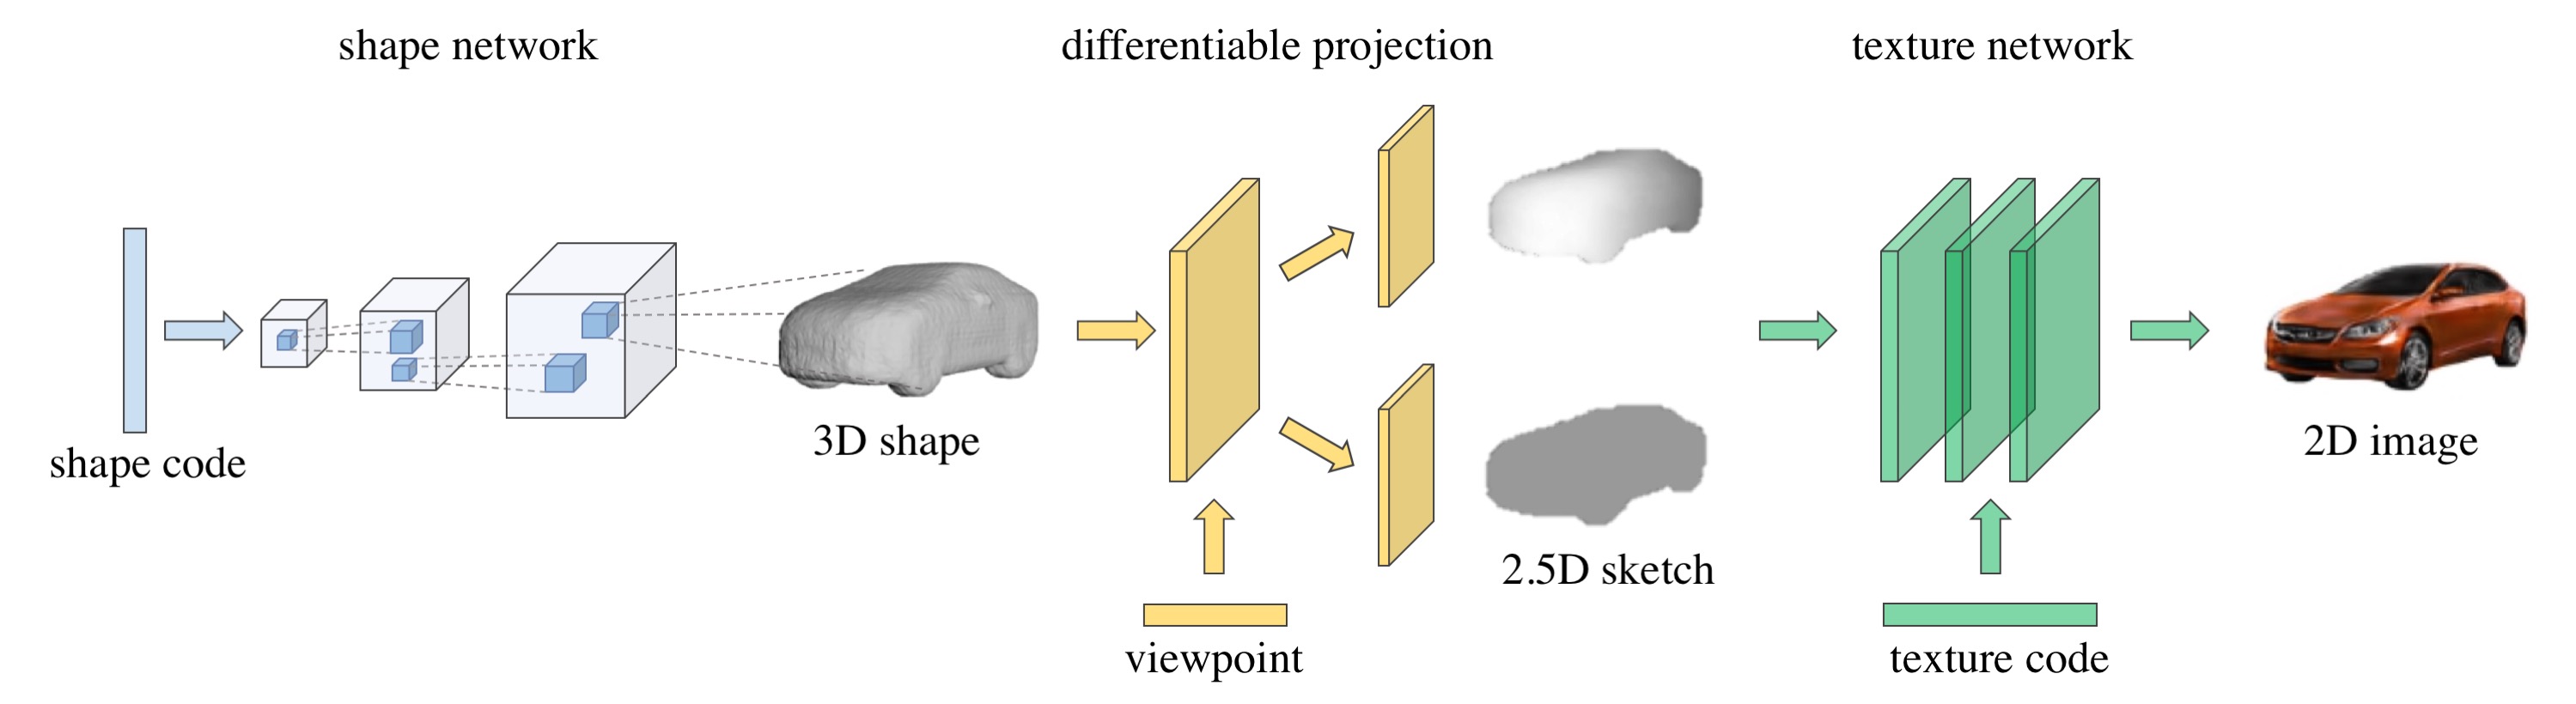 shape network
differentiable projection
texture network
shape code
3D shape
2.5D sketch
2D image
viewpoint
texture code